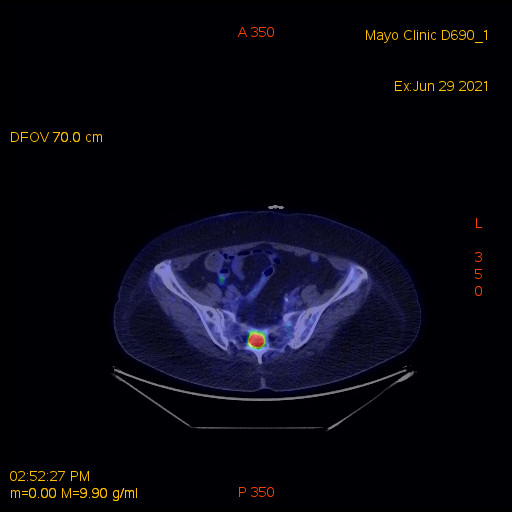 A 350
Mayo Clinic D690_1
Ex:Jun 29 2021
DFOV 70.0 cm
L
3
5
0
02:52:27 PM
m=0.00 M=9.90 g/ml
P 350